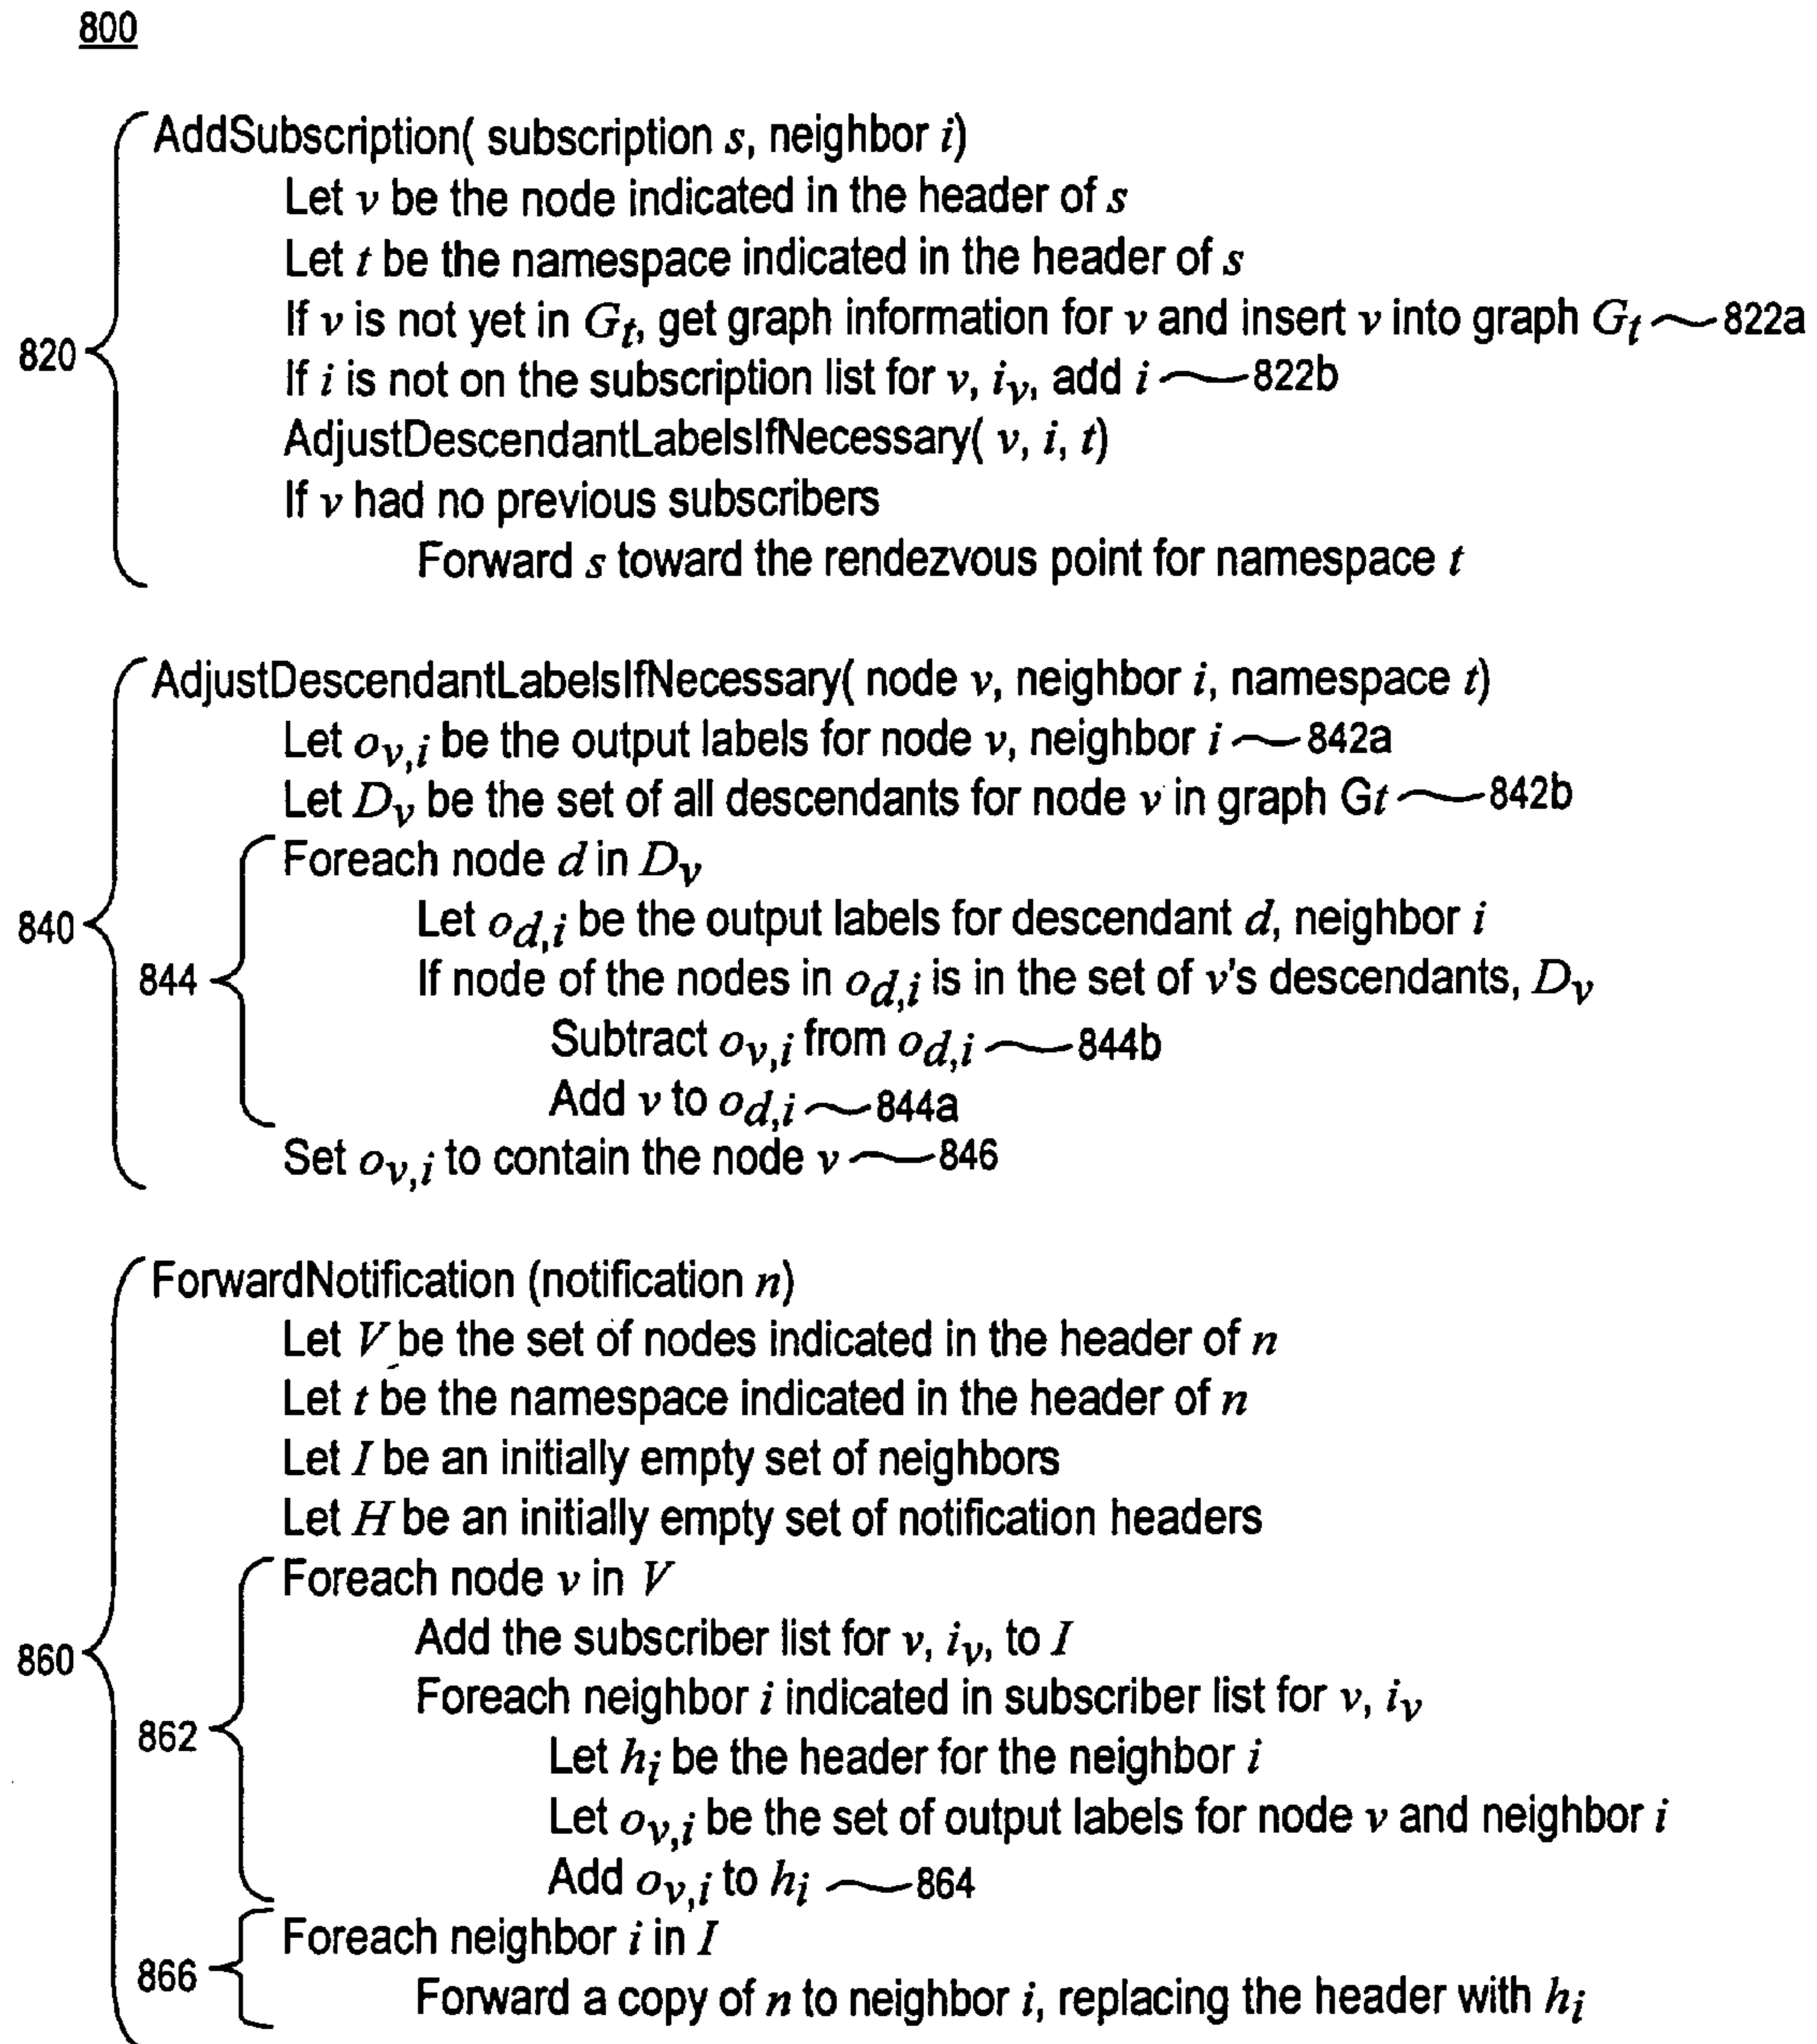 800
AddSubscription( subscription s, neighbor i)
Let v be the node indicated in the header of s
Let t be the namespace indicated in the header of s
If v is not yet in Gt, get graph information for v and insert v into graph Gt 822a
820
If i is not on the subscription list for v, iv, add i 822b
AdjustDescendantLabelsIfNecessary( v, i, t)
If v had no previous subscribers
Forward s toward the rendezvous point for namespace t
AdjustDescendantLabelsIfNecessary( node v, neighbor i, namespace t)
Let ov,i be the output labels for node v, neighbor i 842a
Let Dv be the set of all descendants for node v in graph Gt 842b
Foreach node d in Dv
840
Let od,i be the output labels for descendant d, neighbor i
844
If node of the nodes in od,i is in the set of v's descendants, Dv
Subtract ov,i from od,i 844b
Add v to od,i 844a
Set ov,i to contain the node v 846
ForwardNotification (notification n)
Let V be the set of nodes indicated in the header of n
Let t be the namespace indicated in the header of n
Let I be an initially empty set of neighbors
Let H be an initially empty set of notification headers
Foreach node v in V
860
Add the subscriber list for v, iv, to I
Foreach neighbor i indicated in subscriber list for v, iv
862
Let hi be the header for the neighbor i
Let ov,i be the set of output labels for node v and neighbor i
Add ov,i to hi 864
Foreach neighbor i in I
866
Forward a copy of n to neighbor i, replacing the header with hi